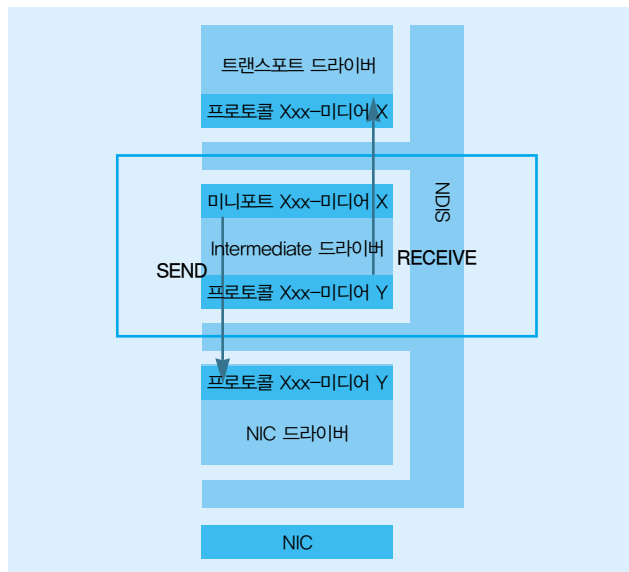 트랜스포트 드라이버
프로토콜 Xxx-미디어 X
NDIS
미니포트 Xxx-미디어 X
Intermediate 드라이버
SEND
RECEIVE
프로토콜 Xxx-미디어 Y
프로토콜 Xxx-미디어 Y
NIC 드라이버
NIC